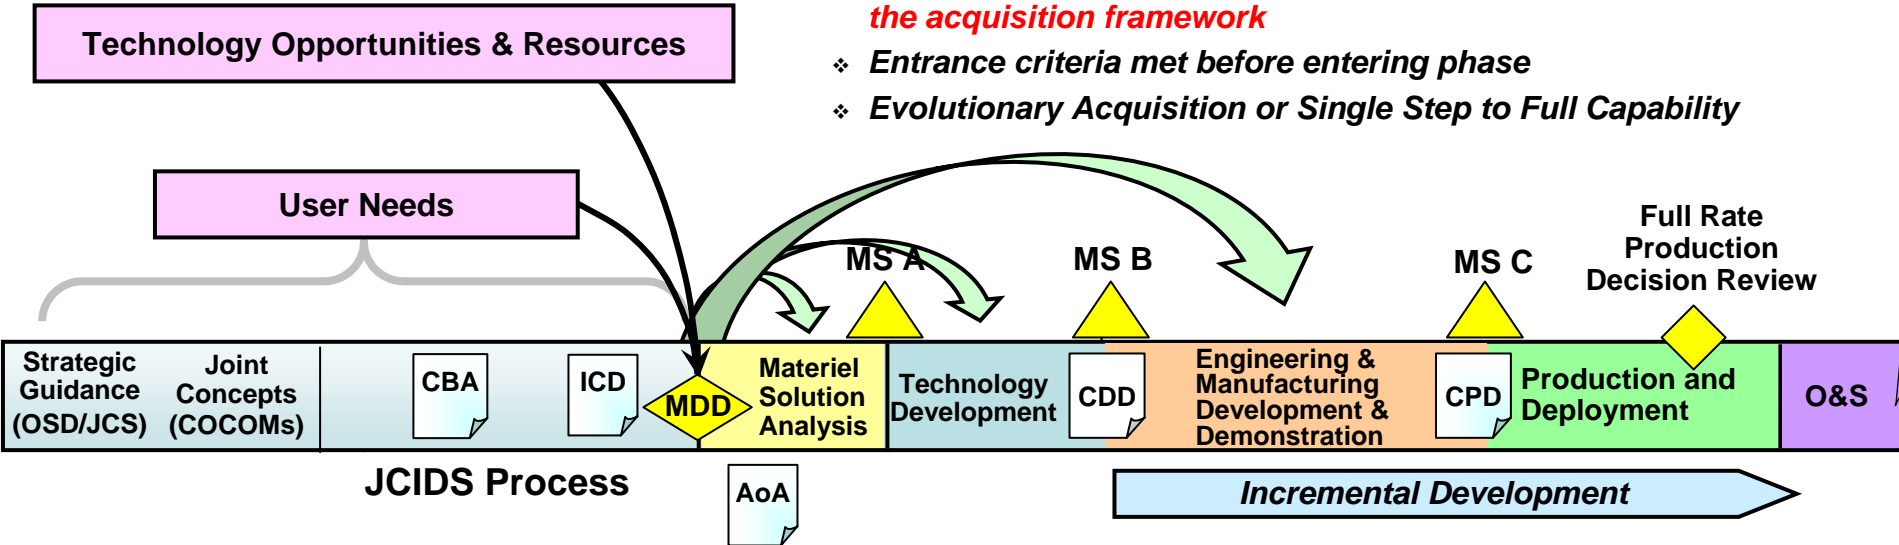 the acquisition framework
Technology Opportunities & Resources
❖ Entrance criteria met before entering phase
❖ Evolutionary Acquisition or Single Step to Full Capability
User Needs
MS A
MS B
MS C
Full Rate
Production
Decision Review
Strategic
Guidance
(OSD/JCS)
Joint
Concepts
(COCOMs)
CBA
ICD
MDD
Materiel
Solution
Analysis
Technology
Development
CDD
Engineering &
Manufacturing
Development &
Demonstration
CPD
Production and
Deployment
O&S
JCIDS Process
AoA
Incremental Development